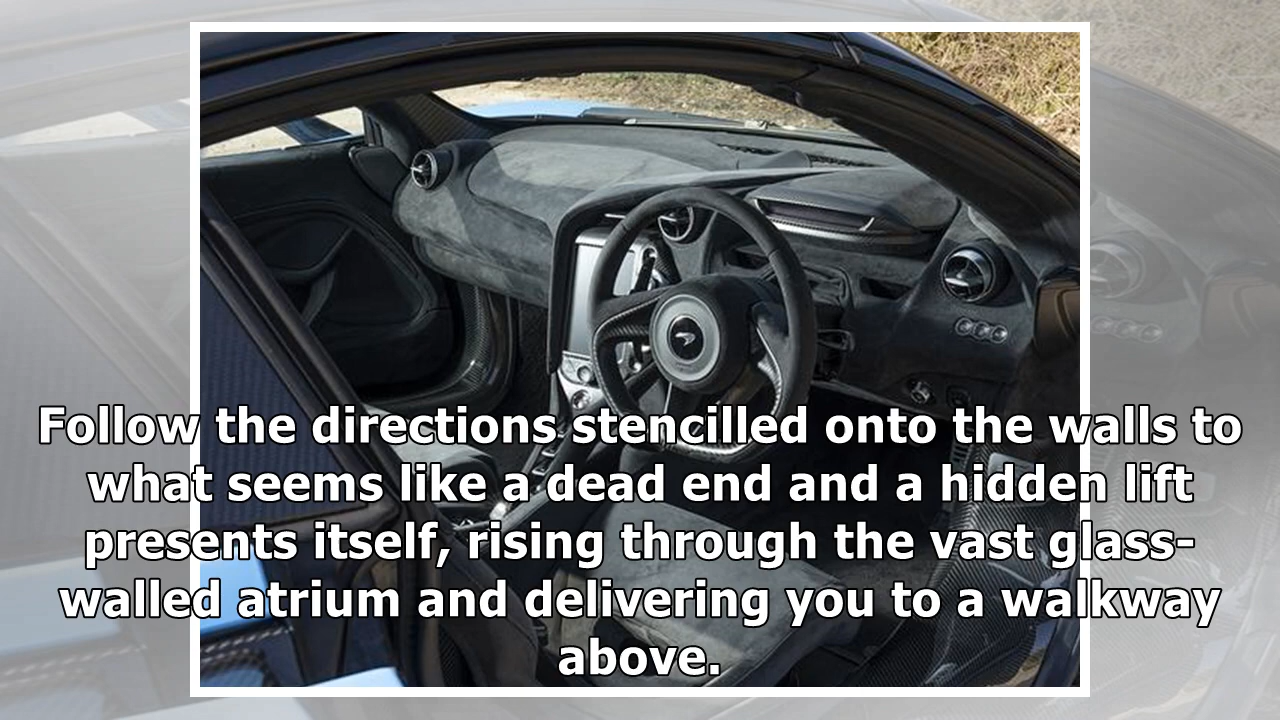 Follow the directions stencilled onto the walls to
what seems like a dead end and a hidden lift
presents itself, rising through the vast glass-
walled atrium and delivering you to a walkway
above.